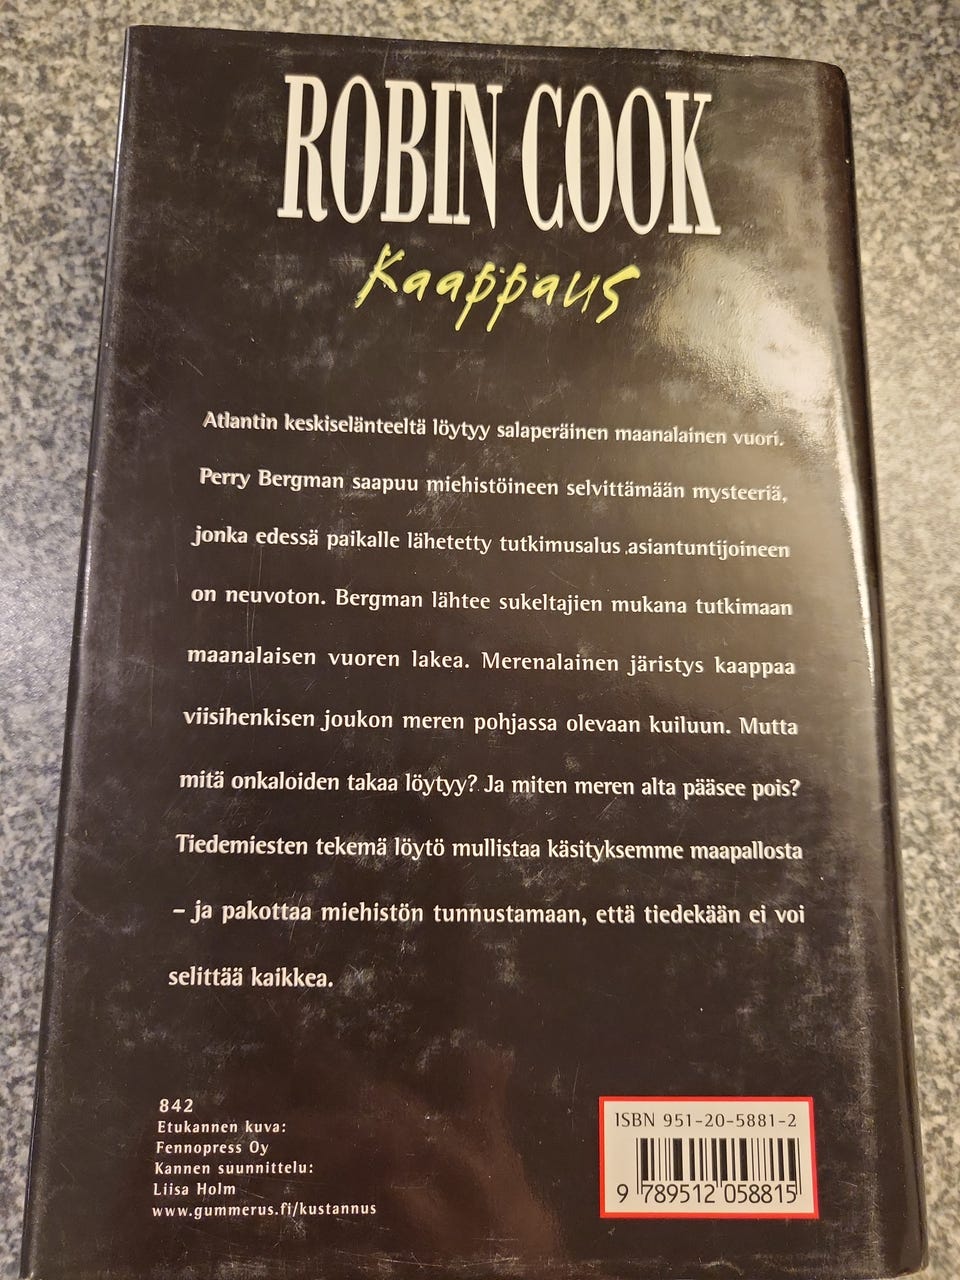 ROBIN COOK
Kaappaus
Atlantin keskiselänteeltä löytyy salaperäinen maanalainen vuori.
Perry Bergman saapuu miehistöineen selvittämään mysteeriä,
jonka edessä paikalle lähetetty tutkimusalus asiantuntijoineen
on neuvoton. Bergman lähtee sukeltajien mukana tutkimaan
maanalaisen vuoren lakea. Merenalainen järistys kaappaa
viisihenkisen joukon meren pohjassa olevaan kuiluun. Mutta
mitä onkaloiden takaa löytyy? Ja miten meren alta pääsee pois?
Tiedemiesten tekemä löytö mullistaa käsityksemme maapallosta
– ja pakottaa miehistön tunnustamaan, että tiedekään ei voi
selittää kaikkea.
842
Etukannen kuva:
Fennopress Oy
Kannen suunnittelu:
Liisa Holm
www.gummerus.fi/kustannus
ISBN 951-20-5881-2
9 789512 058815